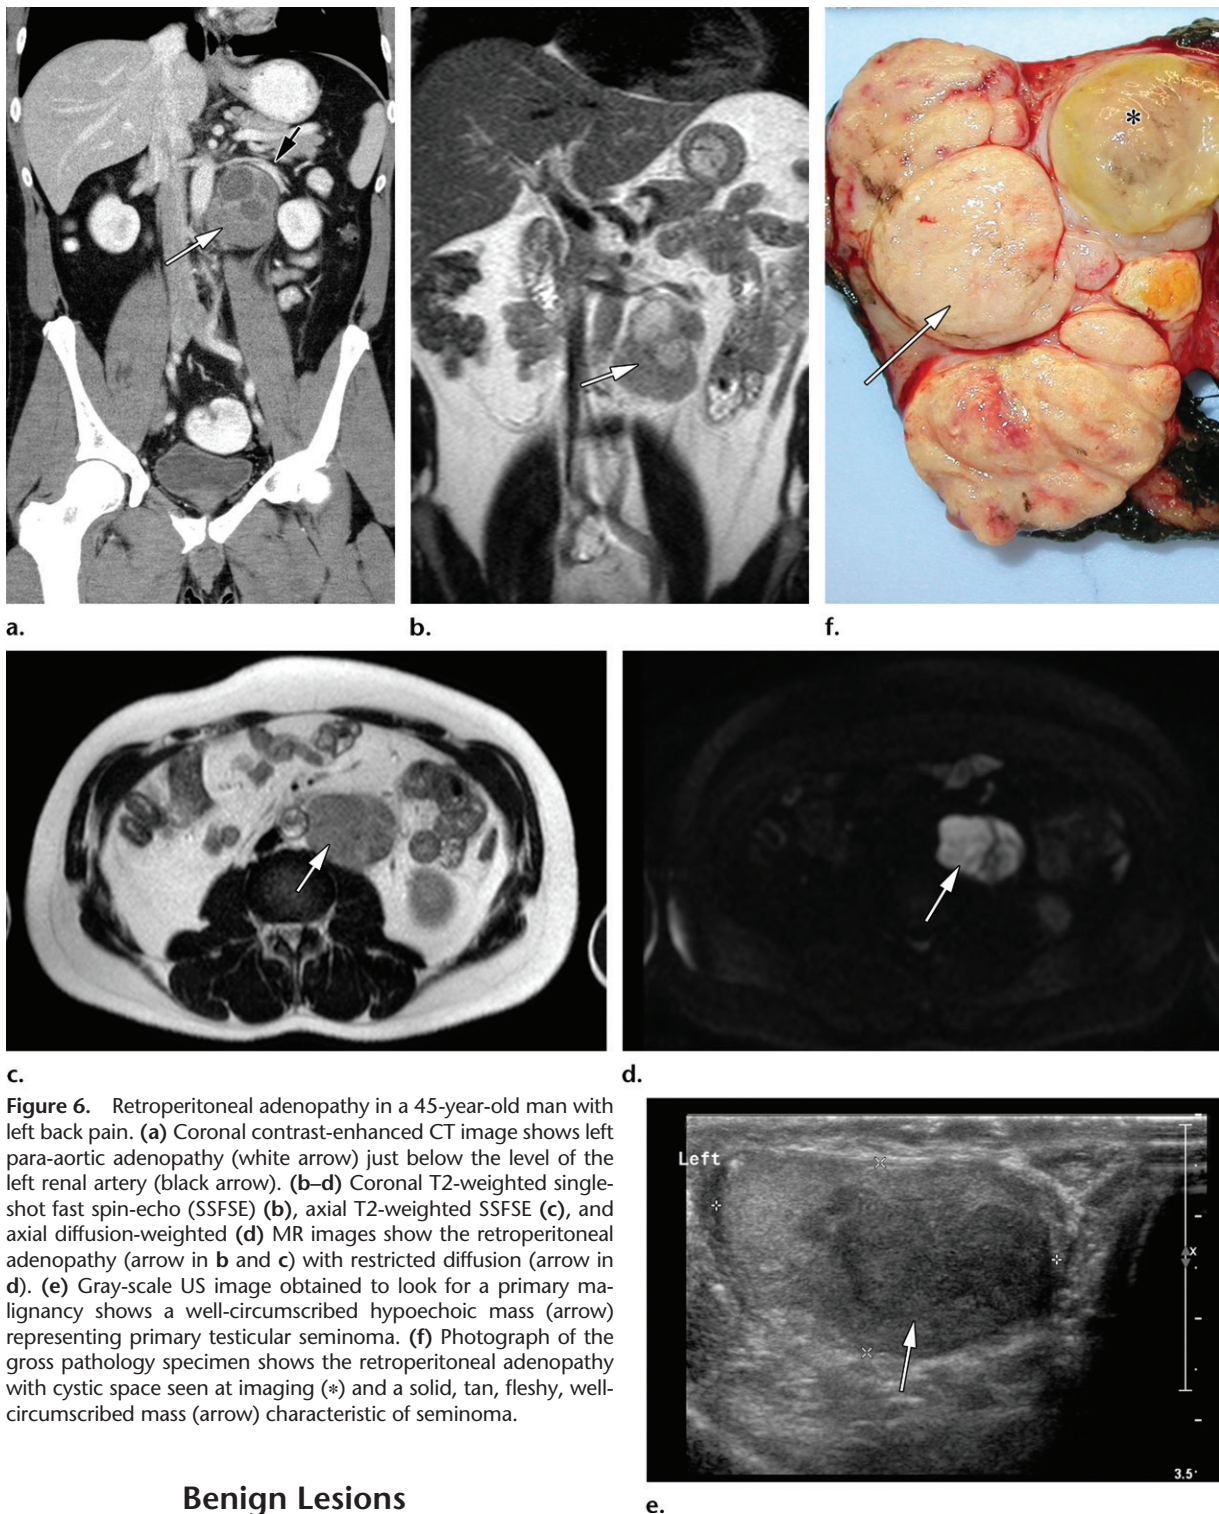 a.
b.
f.
*
c.
d.
Figure 6. Retroperitoneal adenopathy in a 45-year-old man with
left back pain. (a) Coronal contrast-enhanced CT image shows left
para-aortic adenopathy (white arrow) just below the level of the
left renal artery (black arrow). (b–d) Coronal T2-weighted single-
shot fast spin-echo (SSFSE) (b), axial T2-weighted SSFSE (c), and
axial diffusion-weighted (d) MR images show the retroperitoneal
adenopathy (arrow in b and c) with restricted diffusion (arrow in
d). (e) Gray-scale US image obtained to look for a primary ma-
lignancy shows a well-circumscribed hypoechoic mass (arrow)
representing primary testicular seminoma. (f) Photograph of the
gross pathology specimen shows the retroperitoneal adenopathy
with cystic space seen at imaging (*) and a solid, tan, fleshy, well-
circumscribed mass (arrow) characteristic of seminoma.
Left
x
3.5
Benign Lesions
e.